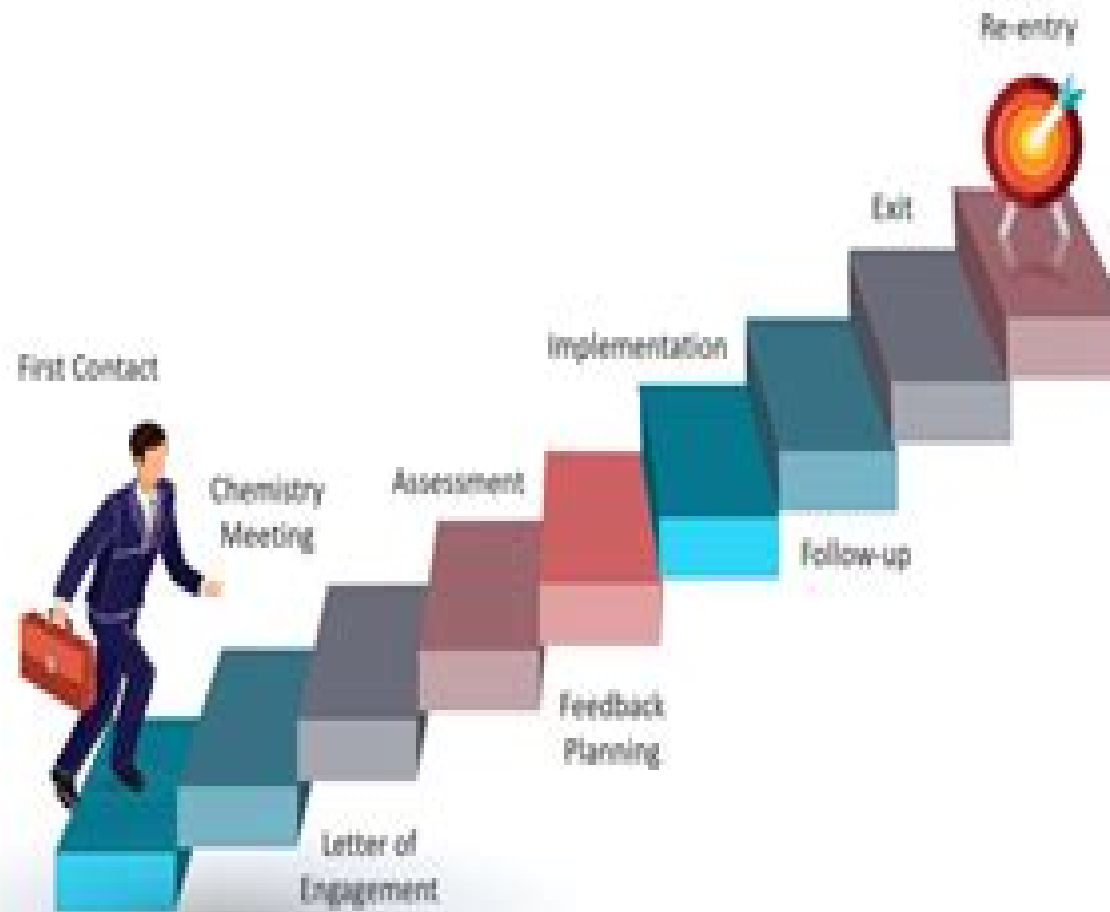 First Contact
Chemistry
Meeting
Letter of
Engagement
Assessment
Feedback
Planning
Implementation
Follow-up
Exit
Re-entry